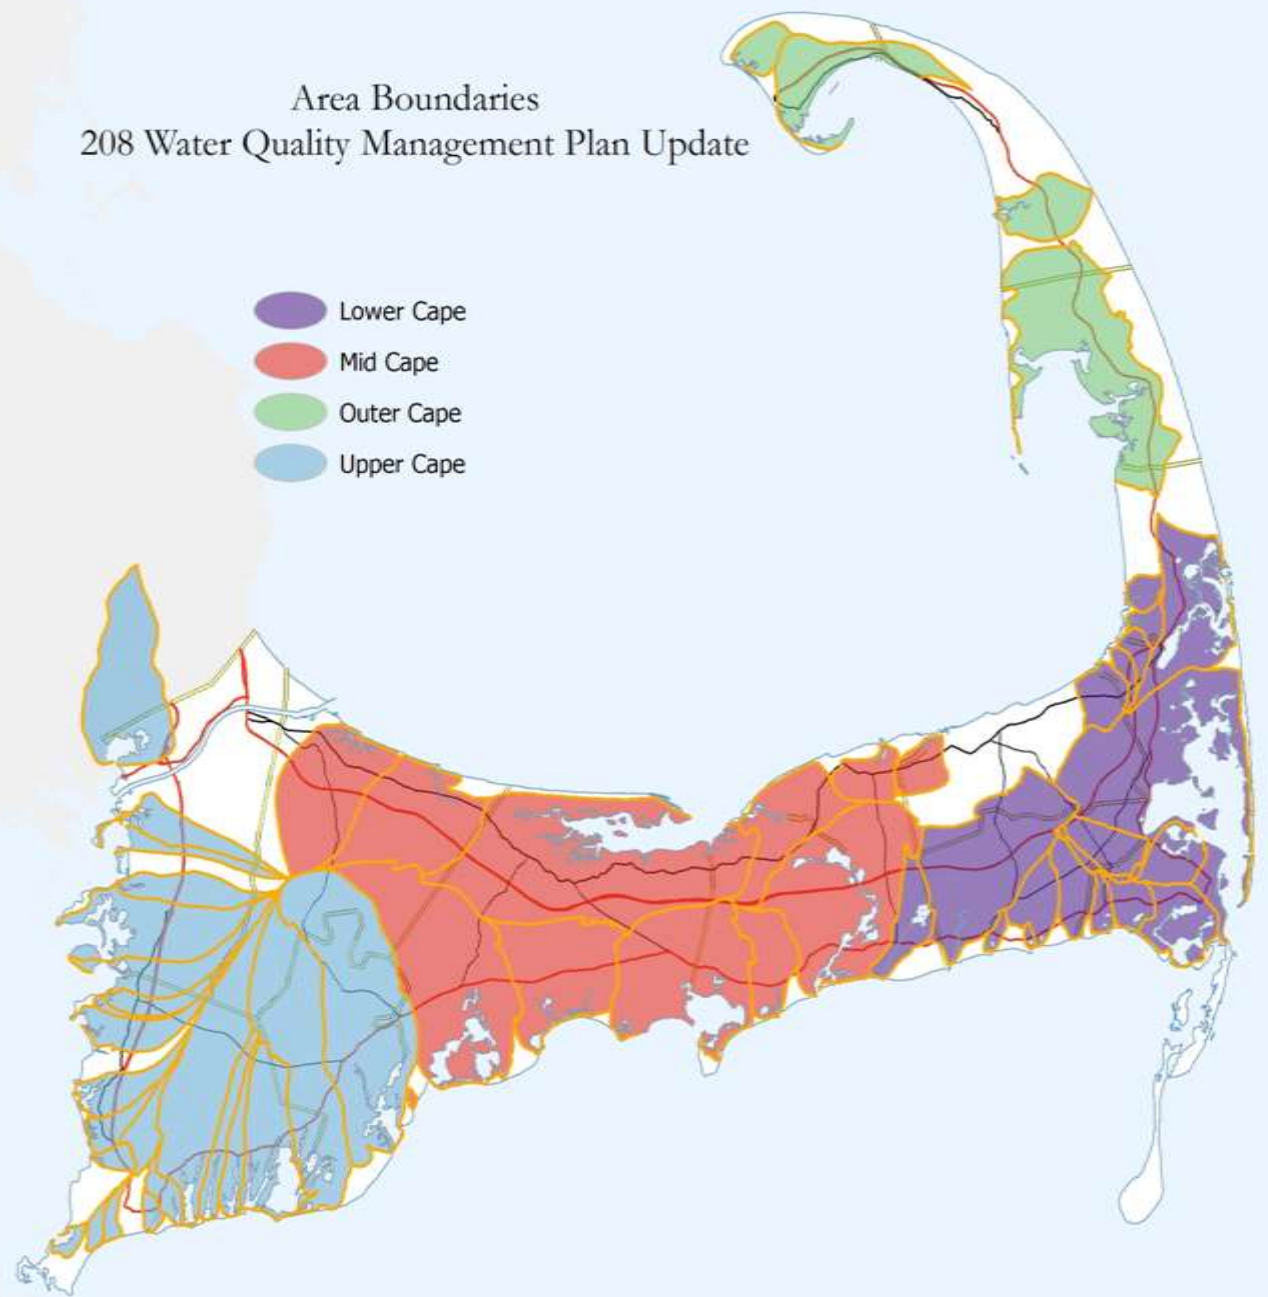 Area Boundaries
208 Water Quality Management Plan Update
Lower Cape
Mid Cape
Outer Cape
Upper Cape